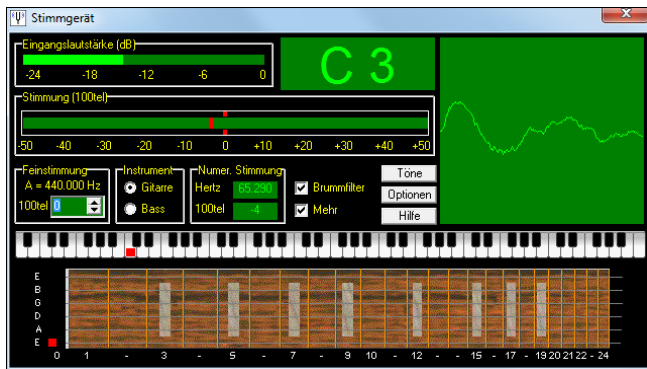 Stimmgerät
Eingangslautstärke (dB)
-24 -18 -12 -6 0
C 3
Stimmung (100tel)
-50 -40 -30 -20 -10 0 +10 +20 +30 +40 +50
Feinstimmung
A = 440.000 Hz
100tel 0
Instrument
Gitarre
Bass
Numer. Stimmung
Hertz 65.290
100tel -4
Brummfilter
Mehr
Töne
Optionen
Hilfe
E
B
G
D
A
E
0 1 - 3 - 5 - 7 - 9 10 - 12 - 15 - 17 - 19 20 21 22 - 24